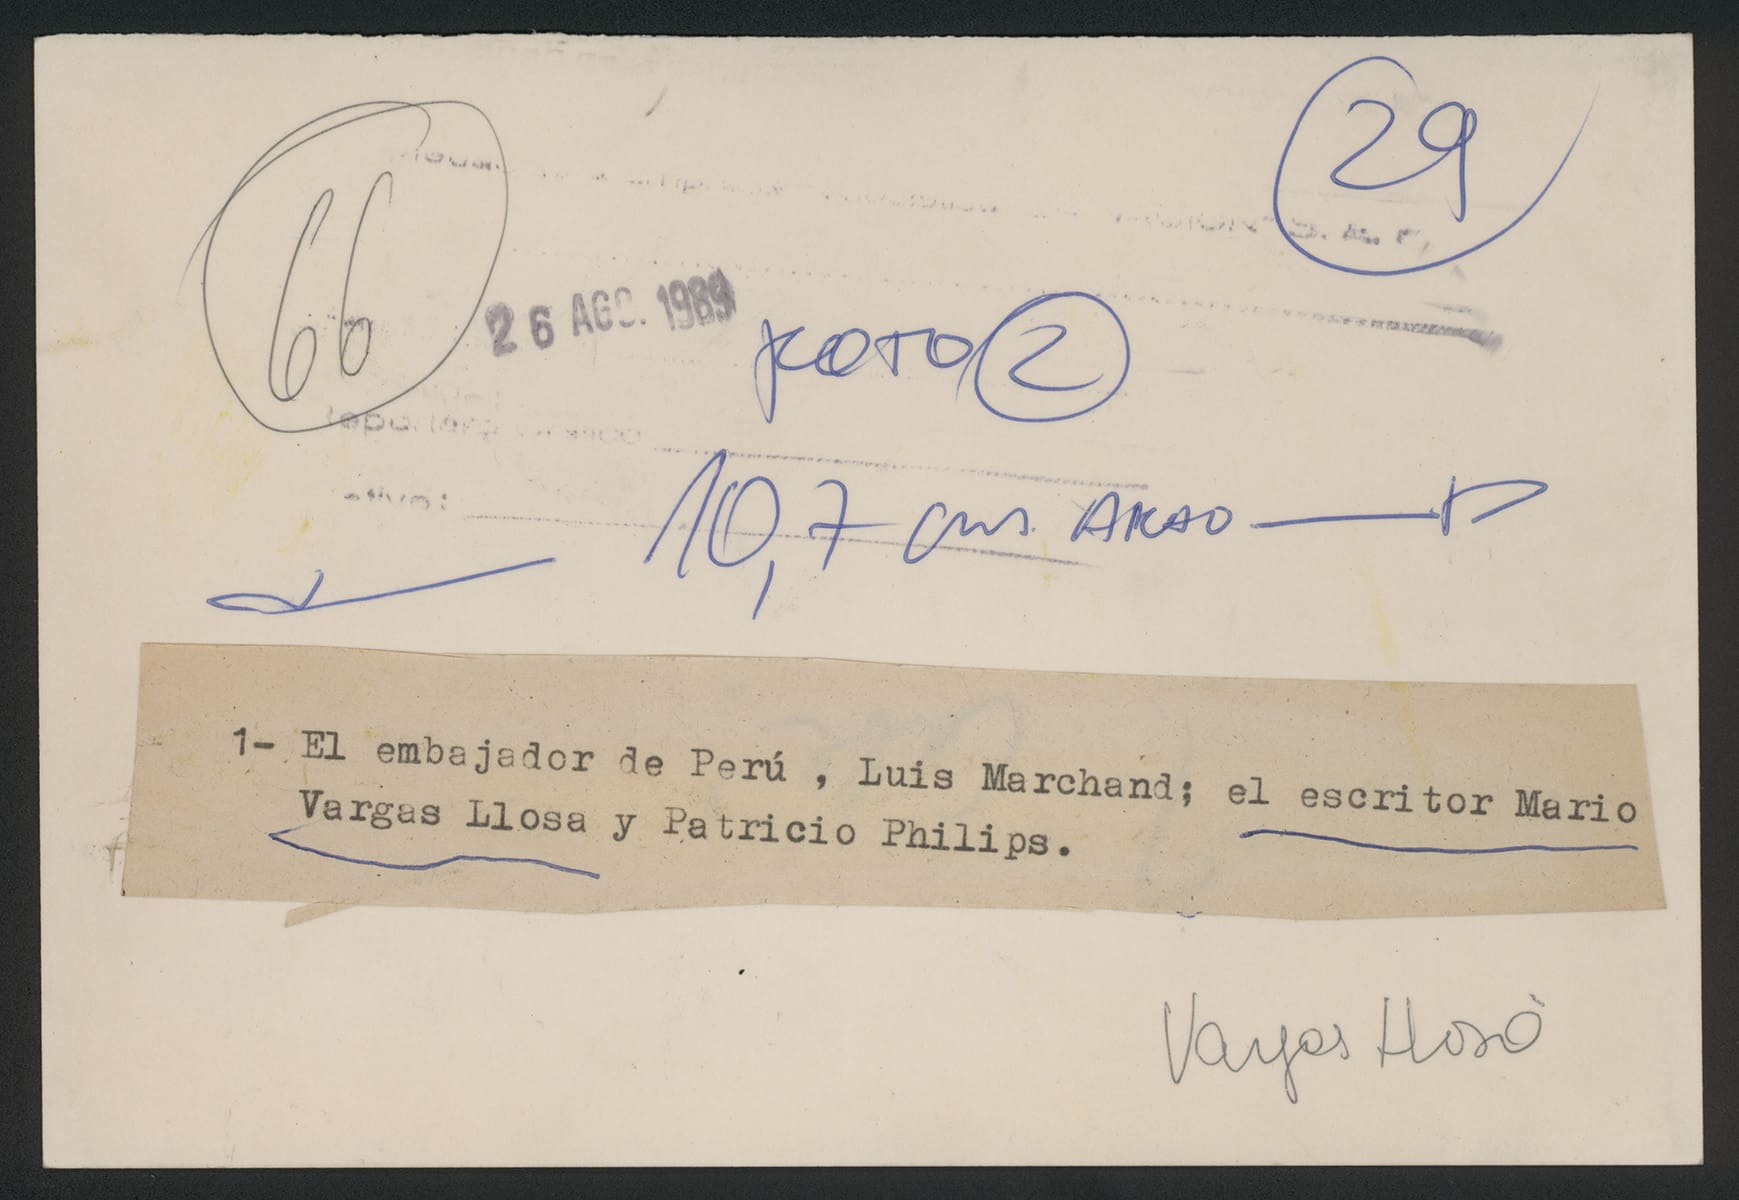 29
66
26 AGO. 1989
FOTO 2
10,7 cms ancho
1- El embajador de Perú , Luis Marchand; el escritor Mario
Vargas Llosa y Patricio Philips.
Vargas Llosa